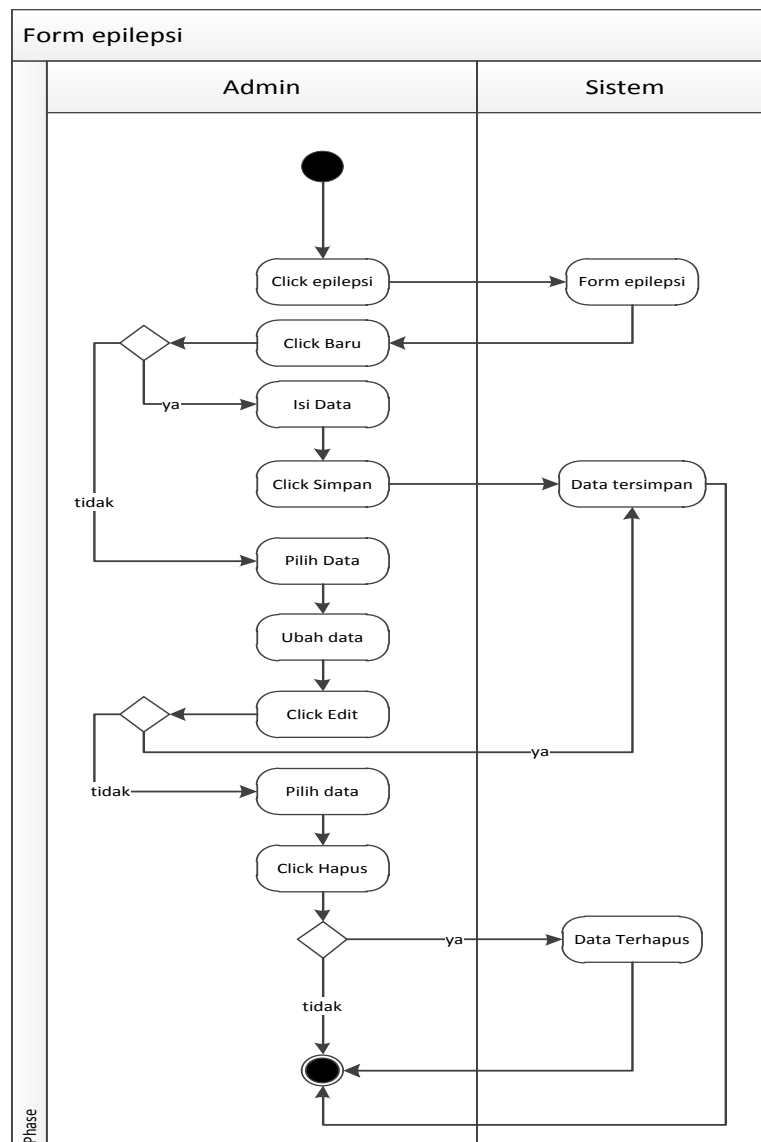 Form epilepsi
Admin
Sistem
Click epilepsi
Form epilepsi
Click Baru
ya
Isi Data
Click Simpan
Data tersimpan
tidak
Pilih Data
Ubah data
Click Edit
ya
tidak
Pilih data
Click Hapus
ya
Data Terhapus
tidak
Phase